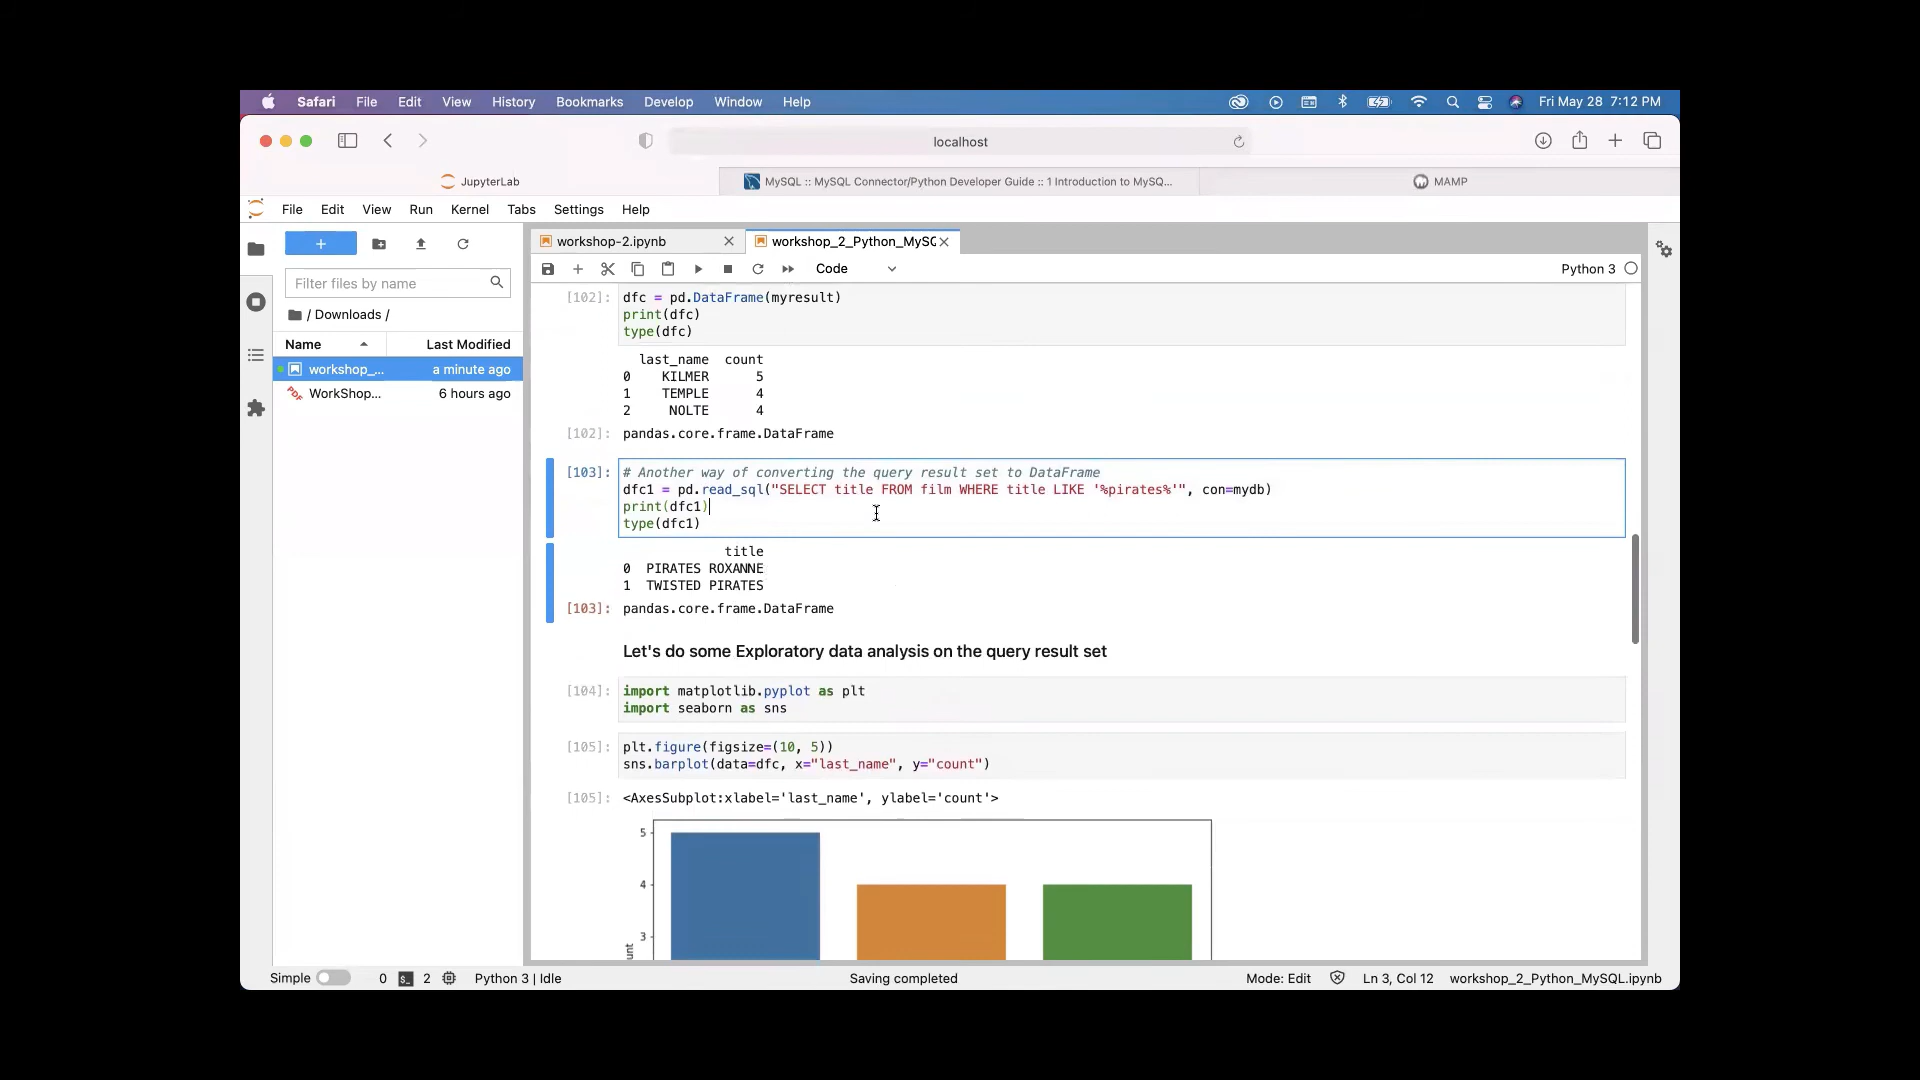 Safari File Edit View History Bookmarks Develop Window Help Fri May 28 7:12 PM
localhost
JupyterLab MySQL :: MySQL Connector/Python Developer Guide :: 1 Introduction to MySQ... MAMP
File Edit View Run Kernel Tabs Settings Help
workshop-2.ipynb workshop_2_Python_MySQ
Code Python 3
Filter files by name
/ Downloads /
Name Last Modified
workshop_... a minute ago
WorkShop... 6 hours ago
[102]: dfc = pd.DataFrame(myresult)
print(dfc)
type(dfc)
last_name count
0 KILMER 5
1 TEMPLE 4
2 NOLTE 4
[102]: pandas.core.frame.DataFrame
[103]: # Another way of converting the query result set to DataFrame
dfc1 = pd.read_sql("SELECT title FROM film WHERE title LIKE '%pirates%'", con=mydb)
print(dfc1)
type(dfc1)
title
0 PIRATES ROXANNE
1 TWISTED PIRATES
[103]: pandas.core.frame.DataFrame
Let's do some Exploratory data analysis on the query result set
[104]: import matplotlib.pyplot as plt
import seaborn as sns
[105]: plt.figure(figsize=(10, 5))
sns.barplot(data=dfc, x="last_name", y="count")
[105]: <AxesSubplot:xlabel='last_name', ylabel='count'>
5
4
3
Simple 0 2 Python 3 | Idle Saving completed Mode: Edit Ln 3, Col 12 workshop_2_Python_MySQL.ipynb